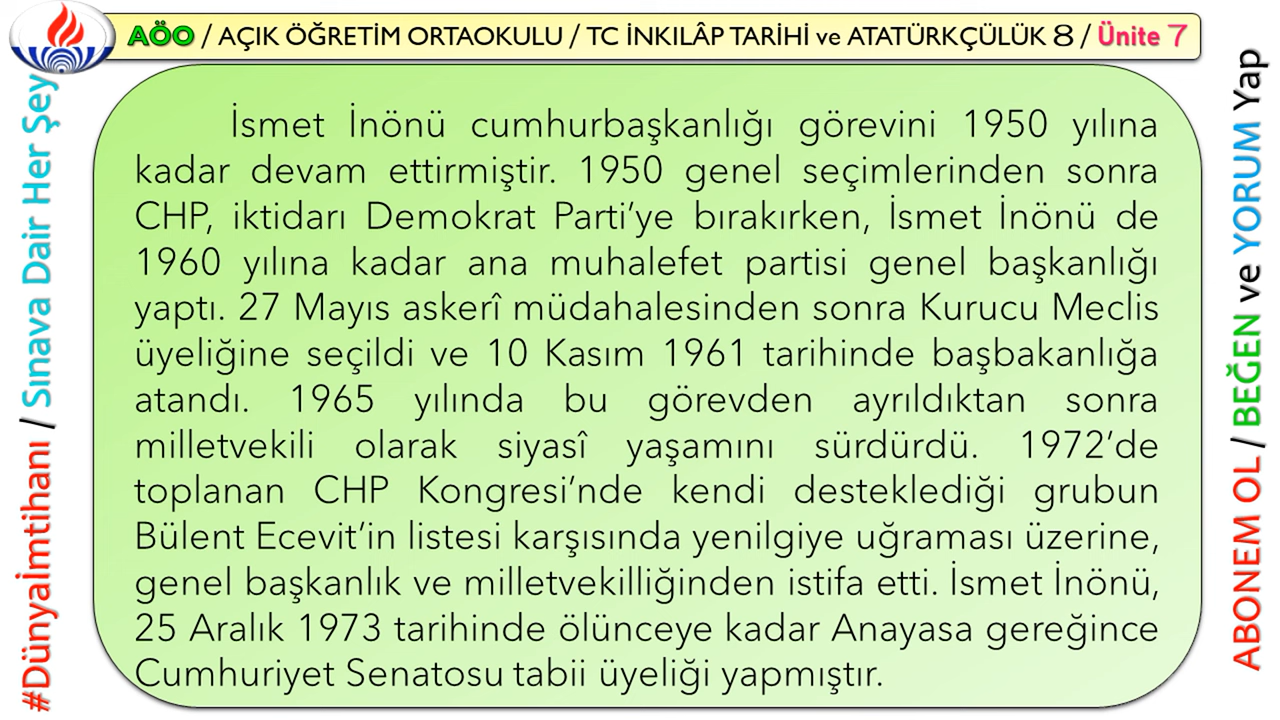 AÖO / AÇIK ÖĞRETİM ORTAOKULU / TC İNKILÂP TARİHİ ve ATATÜRKÇÜLÜK 8 / Ünite 7
#Dünyaİmtihanı / Sınava Dair Her Şey
İsmet İnönü cumhurbaşkanlığı görevini 1950 yılına
kadar devam ettirmiştir. 1950 genel seçimlerinden sonra
CHP, iktidarı Demokrat Parti’ye bırakırken, İsmet İnönü de
1960 yılına kadar ana muhalefet partisi genel başkanlığı
yaptı. 27 Mayıs askerî müdahalesinden sonra Kurucu Meclis
üyeliğine seçildi ve 10 Kasım 1961 tarihinde başbakanlığa
atandı. 1965 yılında bu görevden ayrıldıktan sonra
milletvekili olarak siyasî yaşamını sürdürdü. 1972’de
toplanan CHP Kongresi’nde kendi desteklediği grubun
Bülent Ecevit’in listesi karşısında yenilgiye uğraması üzerine,
genel başkanlık ve milletvekilliğinden istifa etti. İsmet İnönü,
25 Aralık 1973 tarihinde ölünceye kadar Anayasa gereğince
Cumhuriyet Senatosu tabii üyeliği yapmıştır.
ABONEM OL / BEĞEN ve YORUM Yap